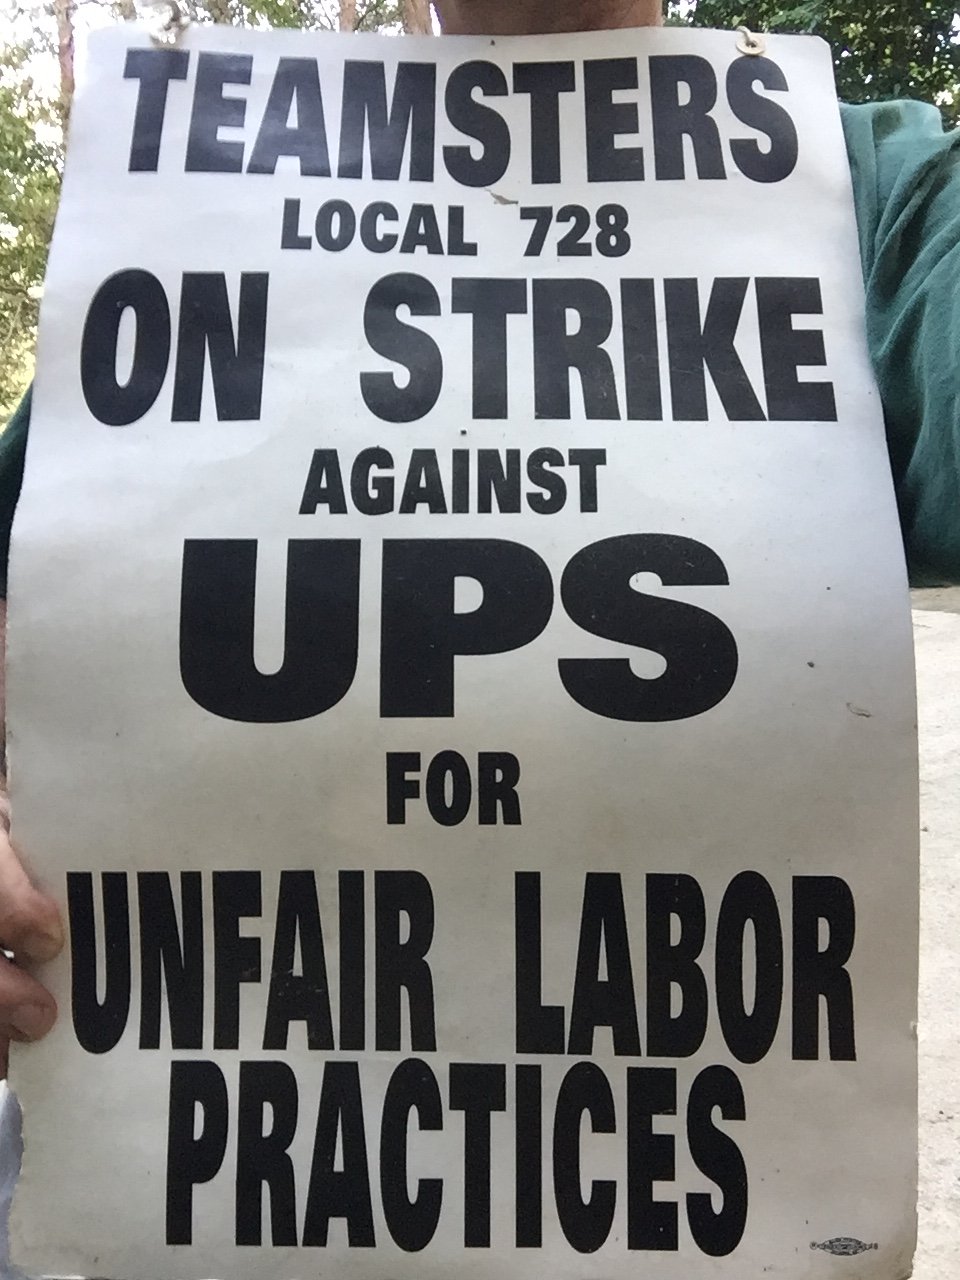 TEAMSTERS
LOCAL 728
ON STRIKE
AGAINST
UPS
FOR
UNFAIR LABOR
PRACTICES